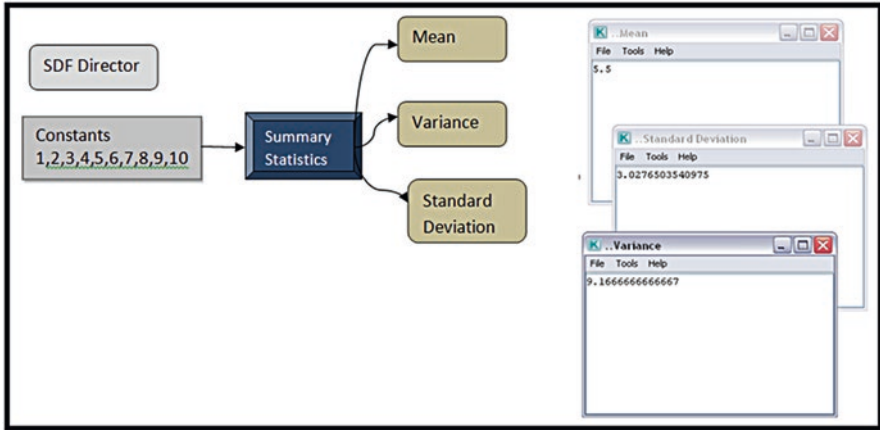 SDF Director
Constants
1,2,3,4,5,6,7,8,9,10
Summary
Statistics
Mean
Variance
Standard
Deviation
..Mean
File Tools Help
5.5
..Standard Deviation
File Tools Help
3.0276503540975
..Variance
File Tools Help
9.1666666666667